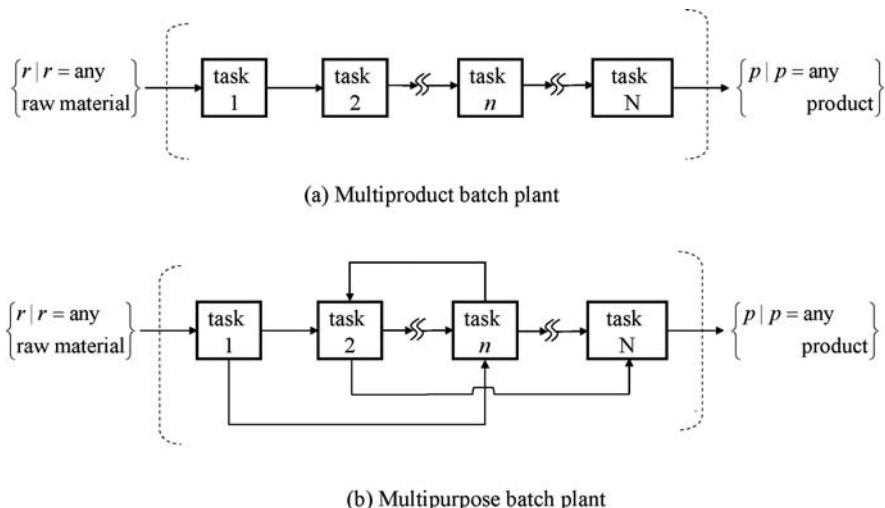 r | r = any
raw material
task
1
task
2
task
n
task
N
p | p = any
product
(a) Multiproduct batch plant
r | r = any
raw material
task
1
task
2
task
n
task
N
p | p = any
product
(b) Multipurpose batch plant